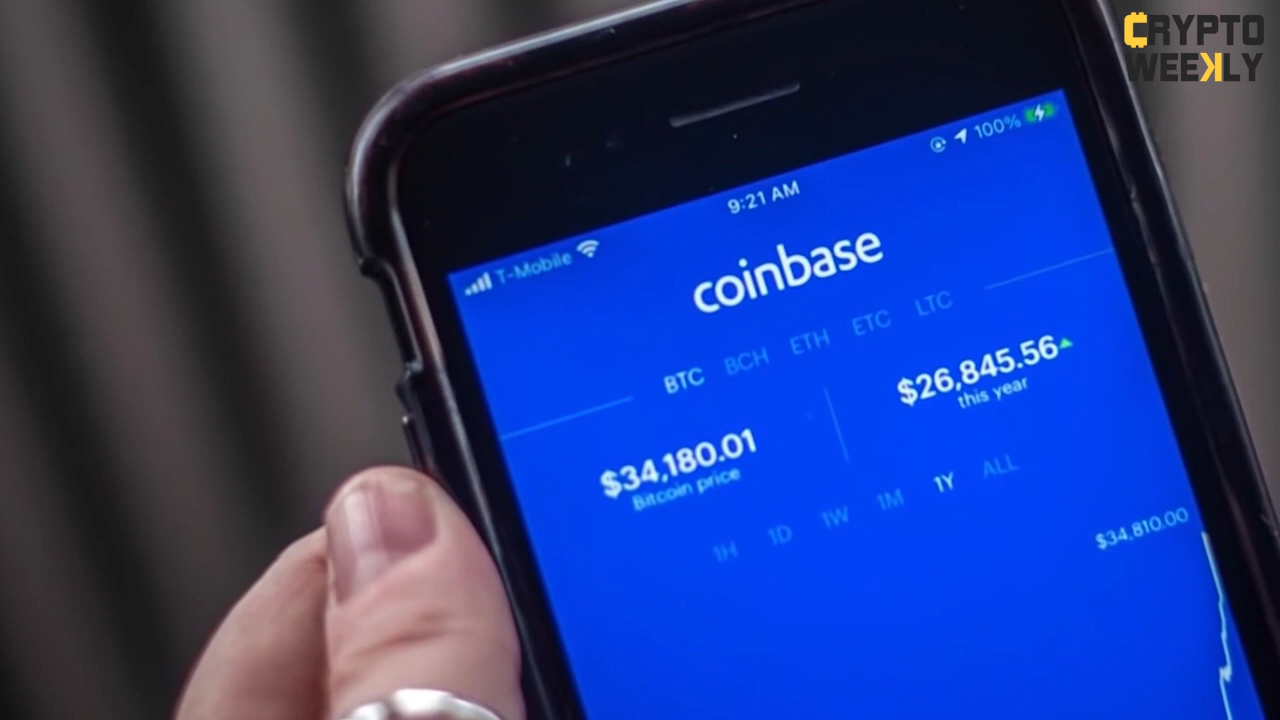 CRYPTO
WEEKLY
T-Mobile 9:21 AM 100%
coinbase
BTC BCH ETH ETC LTC
$34,180.01 $26,845.56
Bitcoin price this year
1H 1D 1W 1M 1Y ALL
$34,810.00